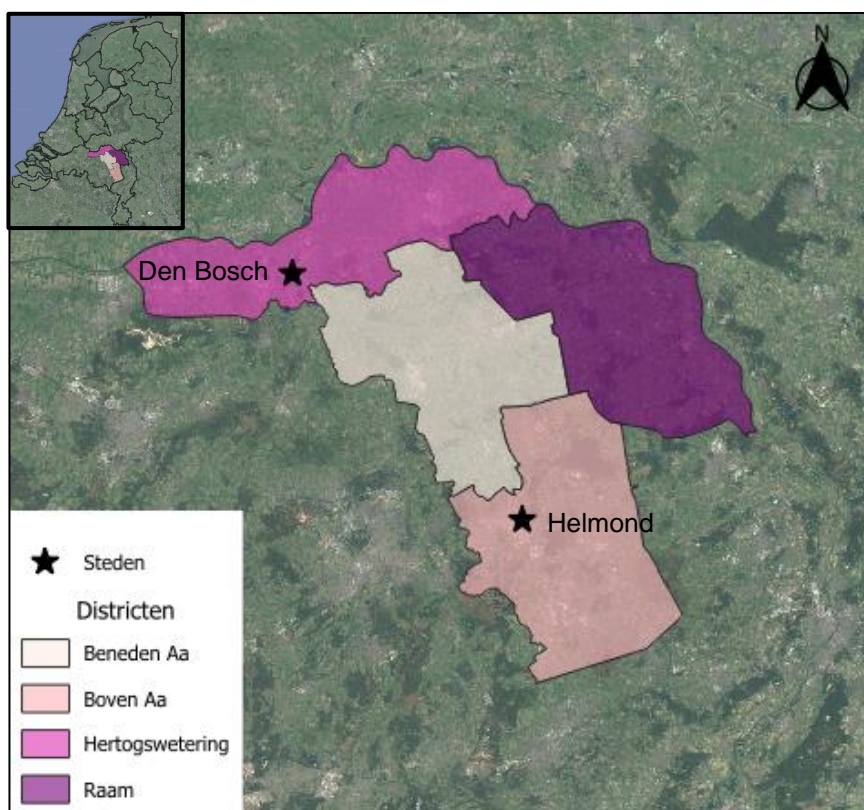 N
Den Bosch
Helmond
Steden
Districten
Beneden Aa
Boven Aa
Hertogswetering
Raam